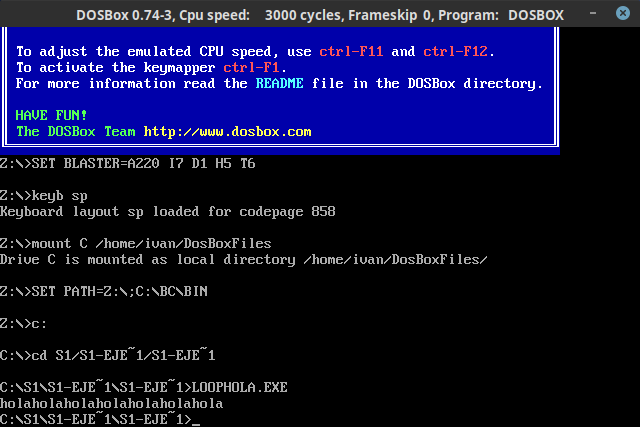 DOSBox 0.74-3, Cpu speed:    3000 cycles, Frameskip 0, Program:   DOSBOX
To adjust the emulated CPU speed, use ctrl-F11 and ctrl-F12.
To activate the keymapper ctrl-F1.
For more information read the README file in the DOSBox directory.
HAVE FUN!
The DOSBox Team http://www.dosbox.com
Z:\>SET BLASTER=A220 I7 D1 H5 T6
Z:\>keyb sp
Keyboard layout sp loaded for codepage 858
Z:\>mount C /home/ivan/DosBoxFiles
Drive C is mounted as local directory /home/ivan/DosBoxFiles/
Z:\>SET PATH=Z:\;C:\BC\BIN
Z:\>c:
C:\>cd S1/S1-EJE~1/S1-EJE~1
C:\S1\S1-EJE~1\S1-EJE~1>LOOPHOLA.EXE
holaholaholaholaholaholahola
C:\S1\S1-EJE~1\S1-EJE~1>_